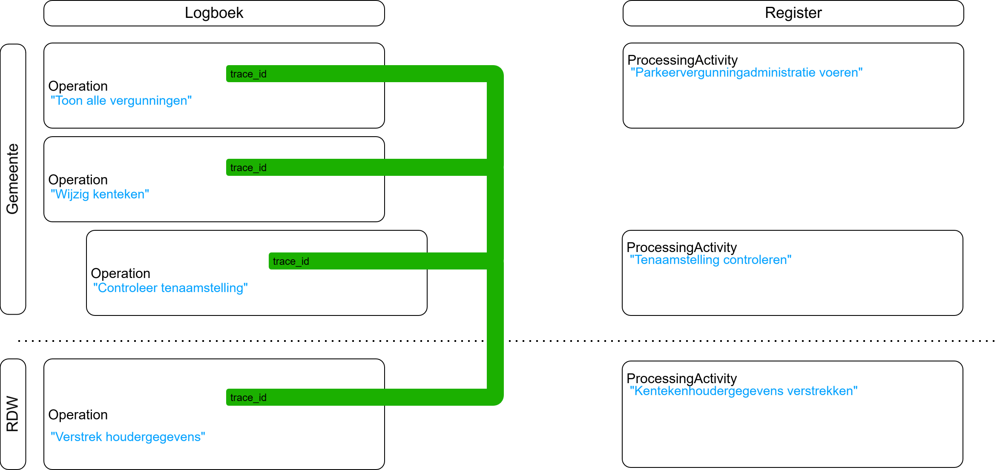 Logboek
Register
Gemeente
trace_id
Operation
"Toon alle vergunningen"
ProcessingActivity
"Parkeervergunningadministratie voeren"
trace_id
Operation
"Wijzig kenteken"
trace_id
Operation
"Controleer tenaamstelling"
ProcessingActivity
"Tenaamstelling controleren"
RDW
trace_id
Operation
"Verstrek houdergegevens"
ProcessingActivity
"Kentekenhoudergegevens verstrekken"